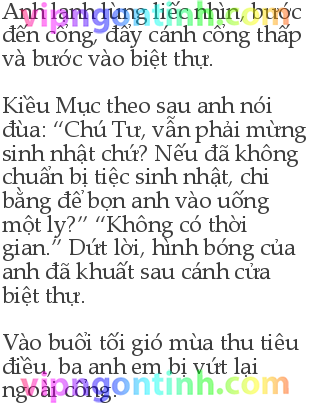 Anh lạnh lùng liếc nhìn, bước
đến cổng, đẩy cánh cổng thấp
và bước vào biệt thự.
Kiều Mục theo sau anh nói
đùa: “Chú Tư, vẫn phải mừng
sinh nhật chứ? Nếu đã không
chuẩn bị tiệc sinh nhật, chi
bằng để bọn anh vào uống
một ly?” “Không có thời
gian.” Dứt lời, hình bóng của
anh đã khuất sau cánh cửa
biệt thự.
Vào buổi tối gió mùa thu tiêu
điều, ba anh em bị vứt lại
ngoài cổng.
vipngontinh.com
vipngontinh.com